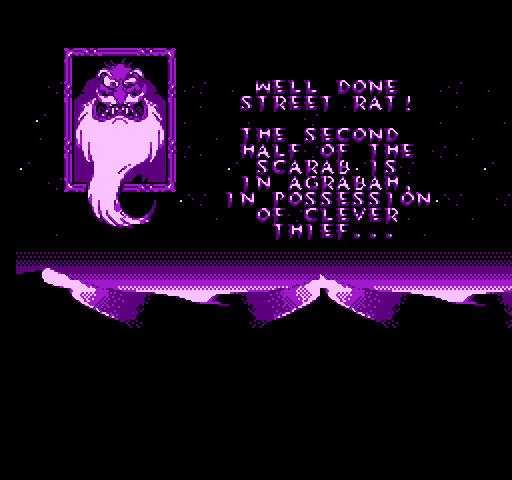 WELL DONE
STREET RAT!
THE SECOND
HALF OF THE
SCARAB IS
IN AGRABAH,
IN POSSESSION
OF CLEVER
THIEF...